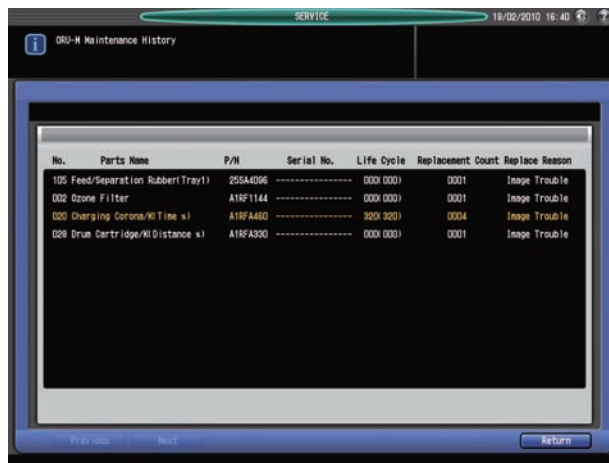 SERVICE
19/02/2010 16:40
ORU-M Maintenance History
No. Parts Name P/N Serial No. Life Cycle Replacement Count Replace Reason
105 Feed/Separation Rubber(Tray1) 25SA4096 ---------------- 000( 000) 0001 Image Trouble
002 Ozone Filter A1RF1144 ---------------- 000( 000) 0001 Image Trouble
020 Charging Corona/K(Time %) A1RFA460 ---------------- 320( 320) 0004 Image Trouble
028 Drum Cartridge/K(Distance %) A1RFA330 ---------------- 000( 000) 0001 Image Trouble
Previous Next Return